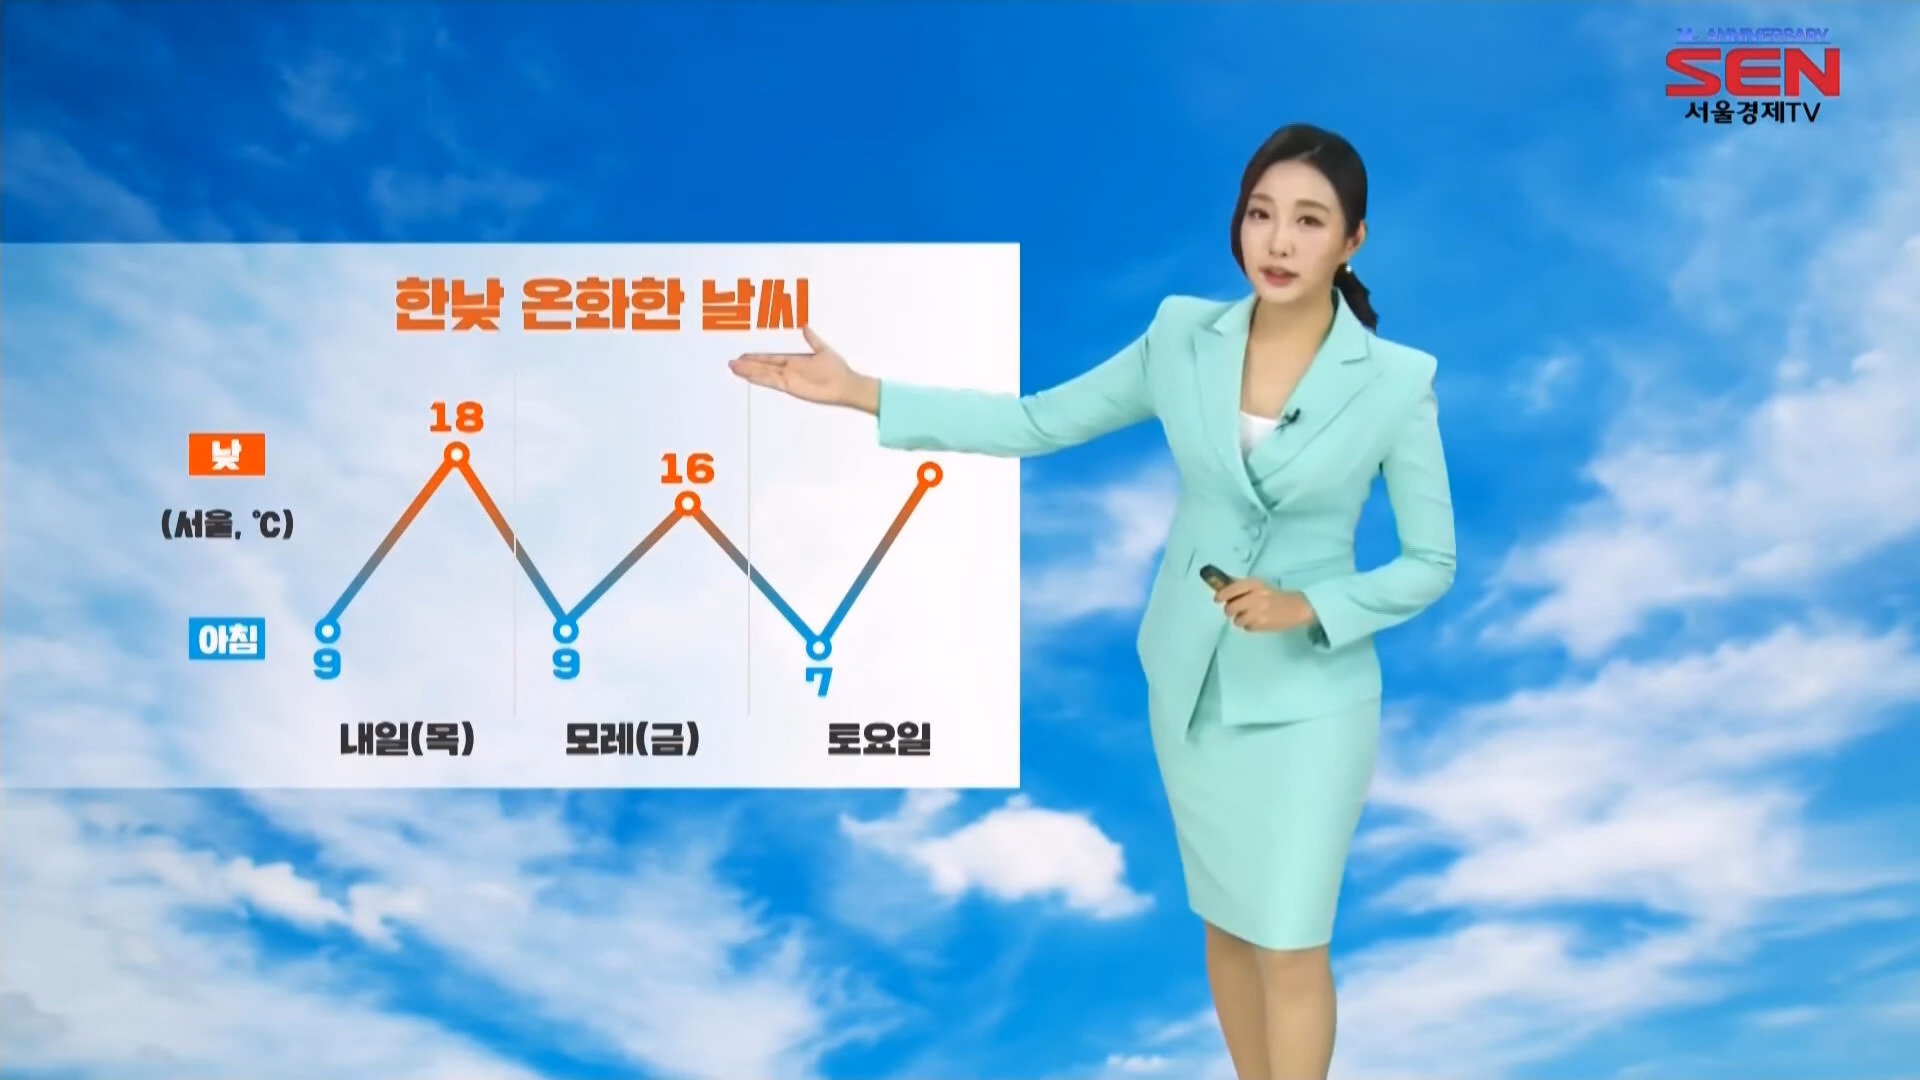 ANNIVERSARY
SEN
서울경제TV
한낮 온화한 날씨
18
16
낮
(서울, ℃)
아침
9
9
7
내일(목)
모레(금)
토요일